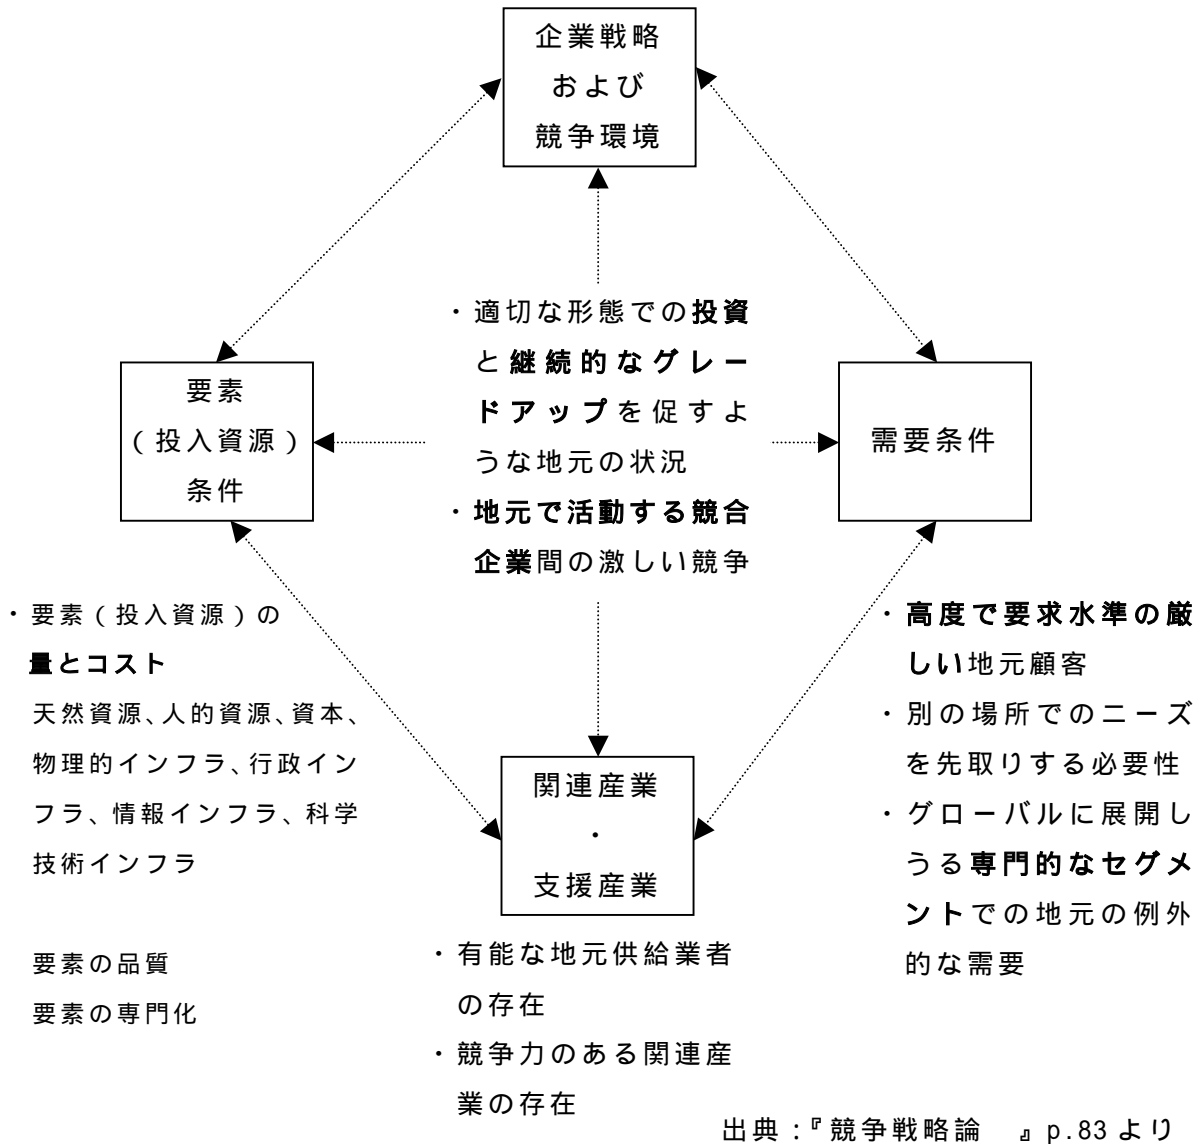 企業戦略
および
競争環境
・適切な形態での投資
と継続的なグレー
ドアップを促すよ
うな地元の状況
・地元で活動する競合
企業間の激しい競争
要素
（投入資源）
条件
需要条件
・要素（投入資源）の
量とコスト
天然資源、人的資源、資本、
物理的インフラ、行政イン
フラ、情報インフラ、科学
技術インフラ
要素の品質
要素の専門化
・高度で要求水準の厳
しい地元顧客
・別の場所でのニーズ
を先取りする必要性
・グローバルに展開し
うる専門的なセグメ
ントでの地元の例外
的な需要
関連産業
・
支援産業
・有能な地元供給業者
の存在
・競争力のある関連産
業の存在
出典：『競争戦略論　』p.83 より